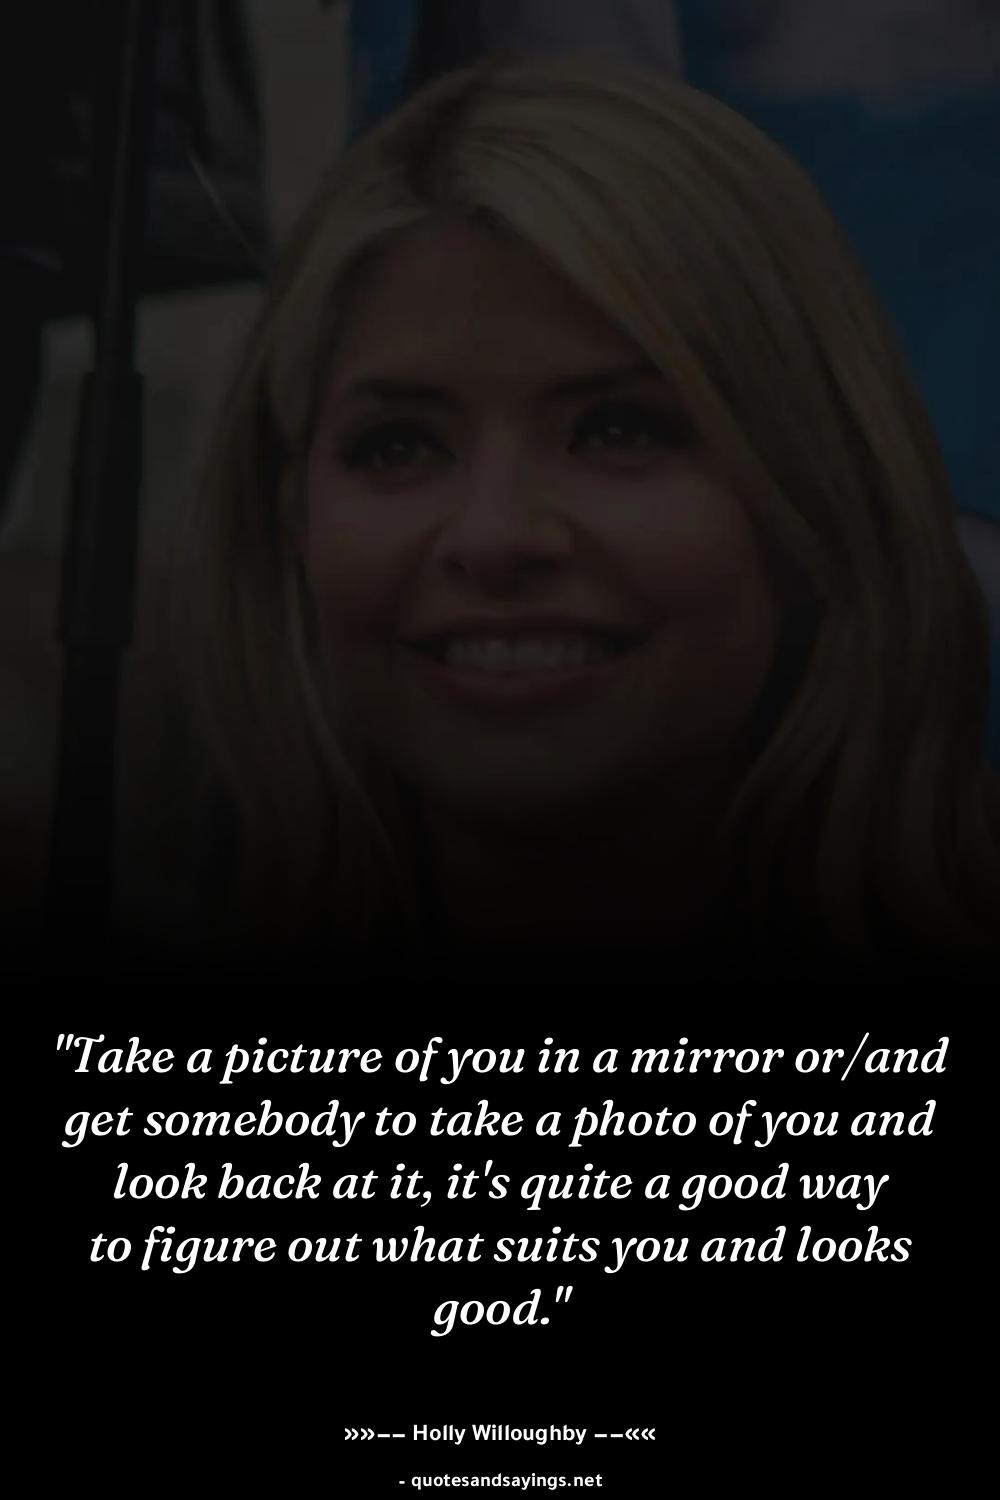 "Take a picture of you in a mirror or/and
get somebody to take a photo of you and
look back at it, it's quite a good way
to figure out what suits you and looks
good."
»»−− Holly Willoughby −−««
- quotesandsayings.net